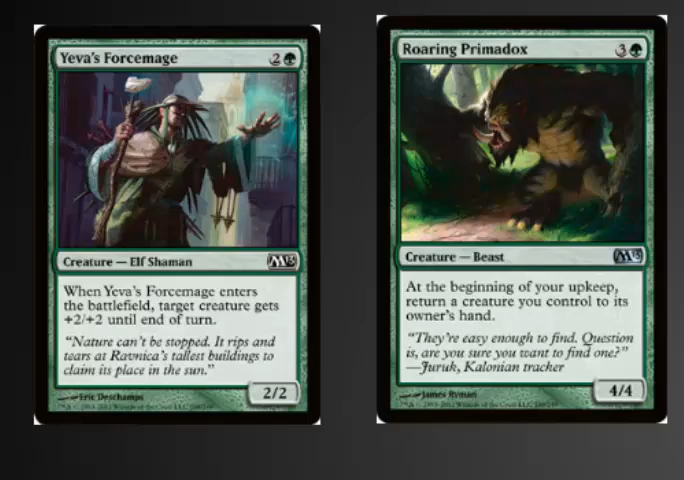 Yeva's Forcemage 2
Creature — Elf Shaman M13
When Yeva's Forcemage enters
the battlefield, target creature gets
+2/+2 until end of turn.
"Nature can't be stopped. It rips and
tears at Ravnica's tallest buildings to
claim its place in the sun."
2/2
Eric Deschamps
Roaring Primadox 3
Creature — Beast M13
At the beginning of your upkeep,
return a creature you control to its
owner's hand.
"They're easy enough to find. Question
is, are you sure you want to find one?"
—Juruk, Kalonian tracker
4/4
James Ryman